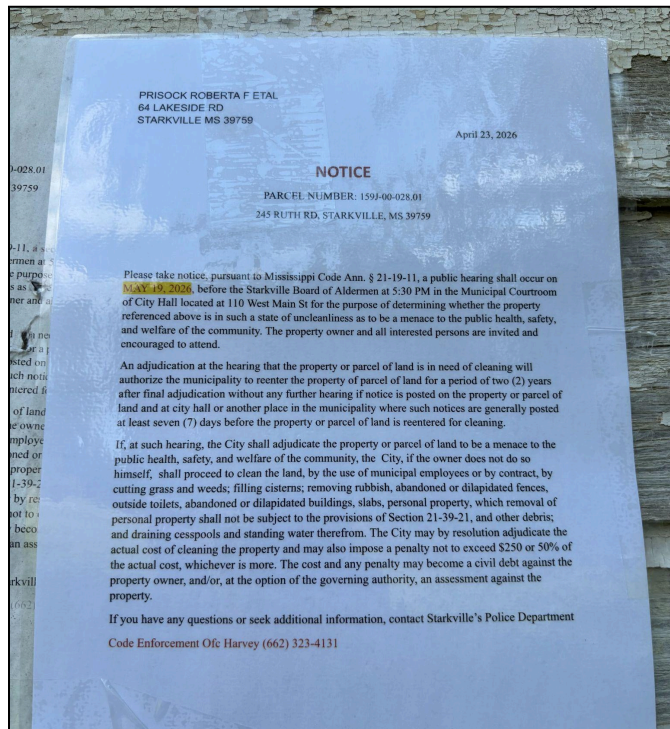 PRISOCK ROBERTA F ETAL
64 LAKESIDE RD
STARKVILLE MS 39759
April 23, 2026
NOTICE
PARCEL NUMBER: 159J-00-028.01
245 RUTH RD, STARKVILLE, MS 39759
Please take notice, pursuant to Mississippi Code Ann. § 21-19-11, a public hearing shall occur on
MAY 19, 2026, before the Starkville Board of Aldermen at 5:30 PM in the Municipal Courtroom
of City Hall located at 110 West Main St for the purpose of determining whether the property
referenced above is in such a state of uncleanliness as to be a menace to the public health, safety,
and welfare of the community. The property owner and all interested persons are invited and
encouraged to attend.
An adjudication at the hearing that the property or parcel of land is in need of cleaning will
authorize the municipality to reenter the property of parcel of land for a period of two (2) years
after final adjudication without any further hearing if notice is posted on the property or parcel of
land and at city hall or another place in the municipality where such notices are generally posted
at least seven (7) days before the property or parcel of land is reentered for cleaning.
If, at such hearing, the City shall adjudicate the property or parcel of land to be a menace to the
public health, safety, and welfare of the community, the City, if the owner does not do so
himself, shall proceed to clean the land, by the use of municipal employees or by contract, by
cutting grass and weeds; filling cisterns; removing rubbish, abandoned or dilapidated fences,
outside toilets, abandoned or dilapidated buildings, slabs, personal property, which removal of
personal property shall not be subject to the provisions of Section 21-39-21, and other debris;
and draining cesspools and standing water therefrom. The City may by resolution adjudicate the
actual cost of cleaning the property and may also impose a penalty not to exceed $250 or 50% of
the actual cost, whichever is more. The cost and any penalty may become a civil debt against the
property owner, and/or, at the option of the governing authority, an assessment against the
property.
If you have any questions or seek additional information, contact Starkville's Police Department
Code Enforcement Ofc Harvey (662) 323-4131